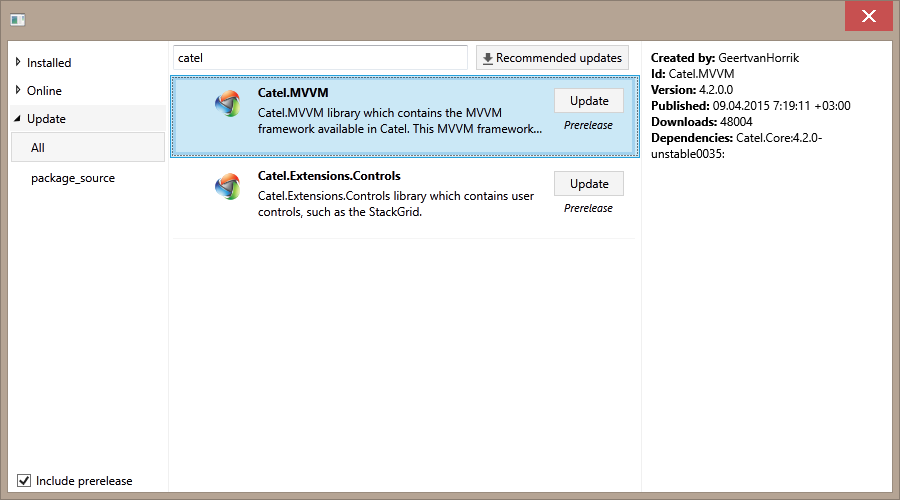 Installed
Online
Update
All
package_source
Include prerelease
catel
Recommended updates
Catel.MVVM
Catel.MVVM library which contains the MVVM
framework available in Catel. This MVVM framework...
Update
Prerelease
Catel.Extensions.Controls
Catel.Extensions.Controls library which contains user
controls, such as the StackGrid.
Update
Prerelease
Created by: GeertvanHorrik
Id: Catel.MVVM
Version: 4.2.0.0
Published: 09.04.2015 7:19:11 +03:00
Downloads: 48004
Dependencies: Catel.Core:4.2.0-
unstable0035: